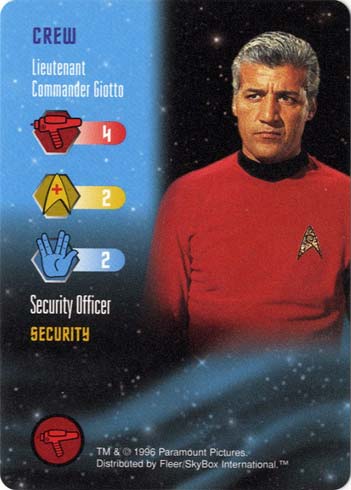 CREW
Lieutenant
Commander Giotto
4
2
2
Security Officer
SECURITY
TM & © 1996 Paramount Pictures.
Distributed by Fleer/SkyBox International.™